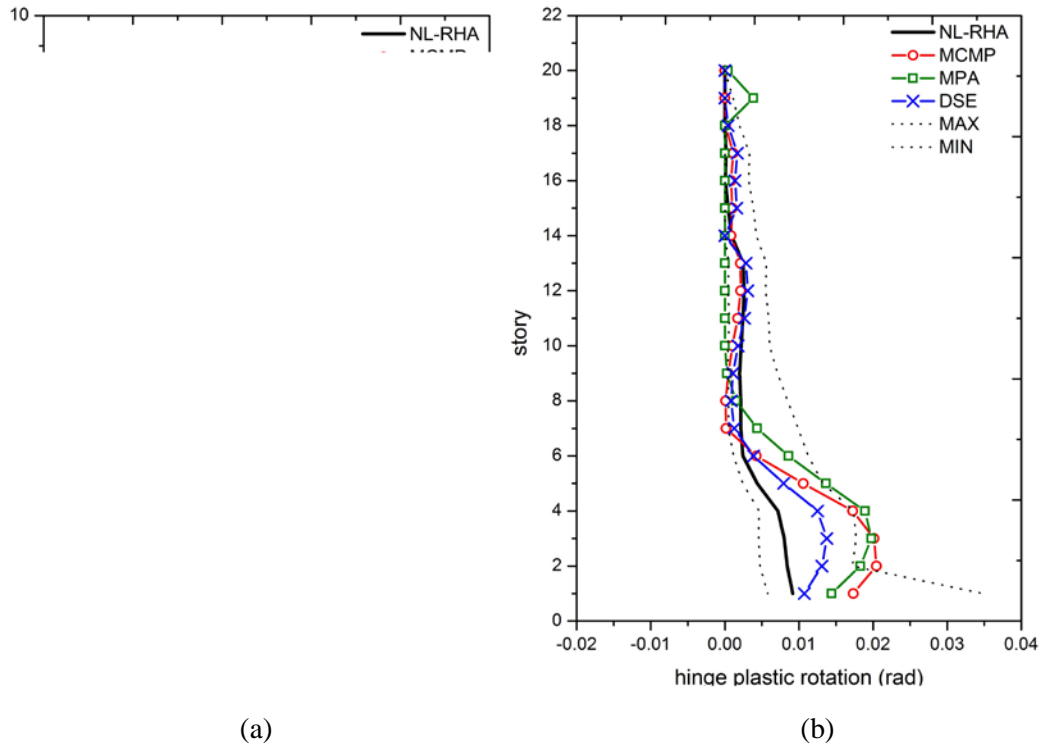 10
NL-RHA
22
20
18
16
14
12
10
8
6
4
2
0
story
NL-RHA
MCMP
MPA
DSE
MAX
MIN
-0.02 -0.01 0.00 0.01 0.02 0.03 0.04
hinge plastic rotation (rad)
(a) (b)